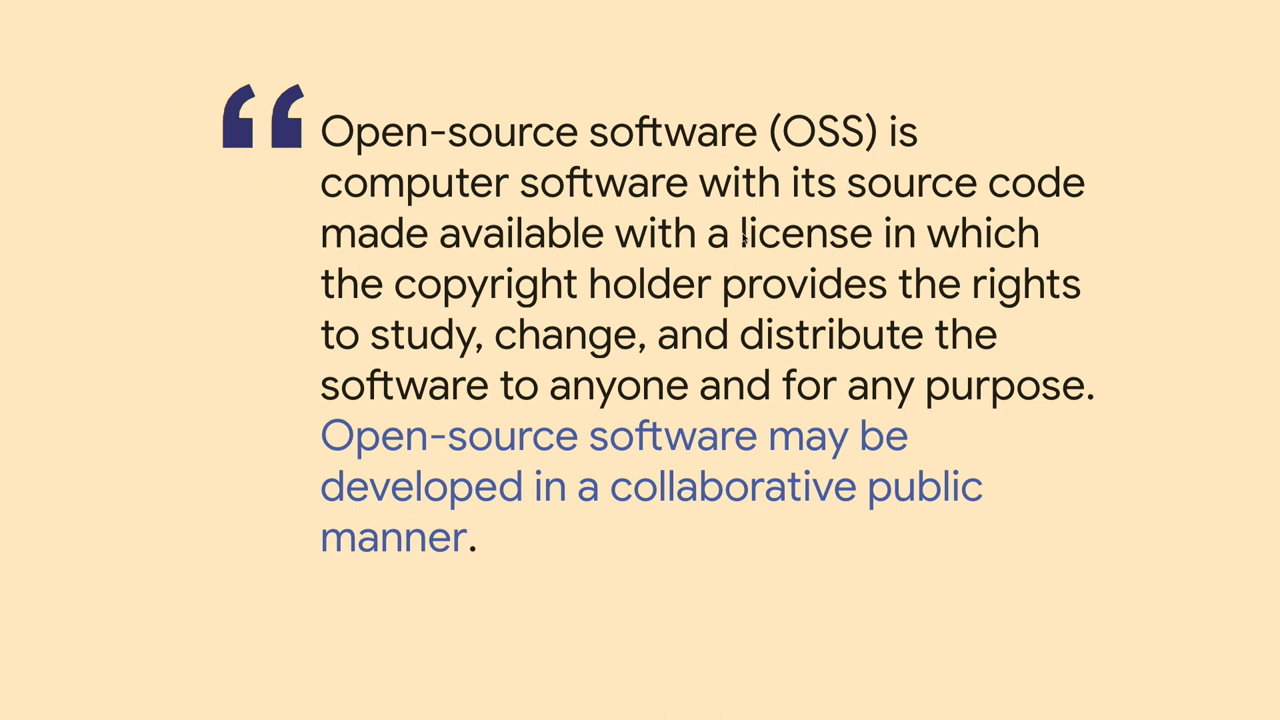 “ Open-source software (OSS) is
computer software with its source code
made available with a license in which
the copyright holder provides the rights
to study, change, and distribute the
software to anyone and for any purpose.
Open-source software may be
developed in a collaborative public
manner.